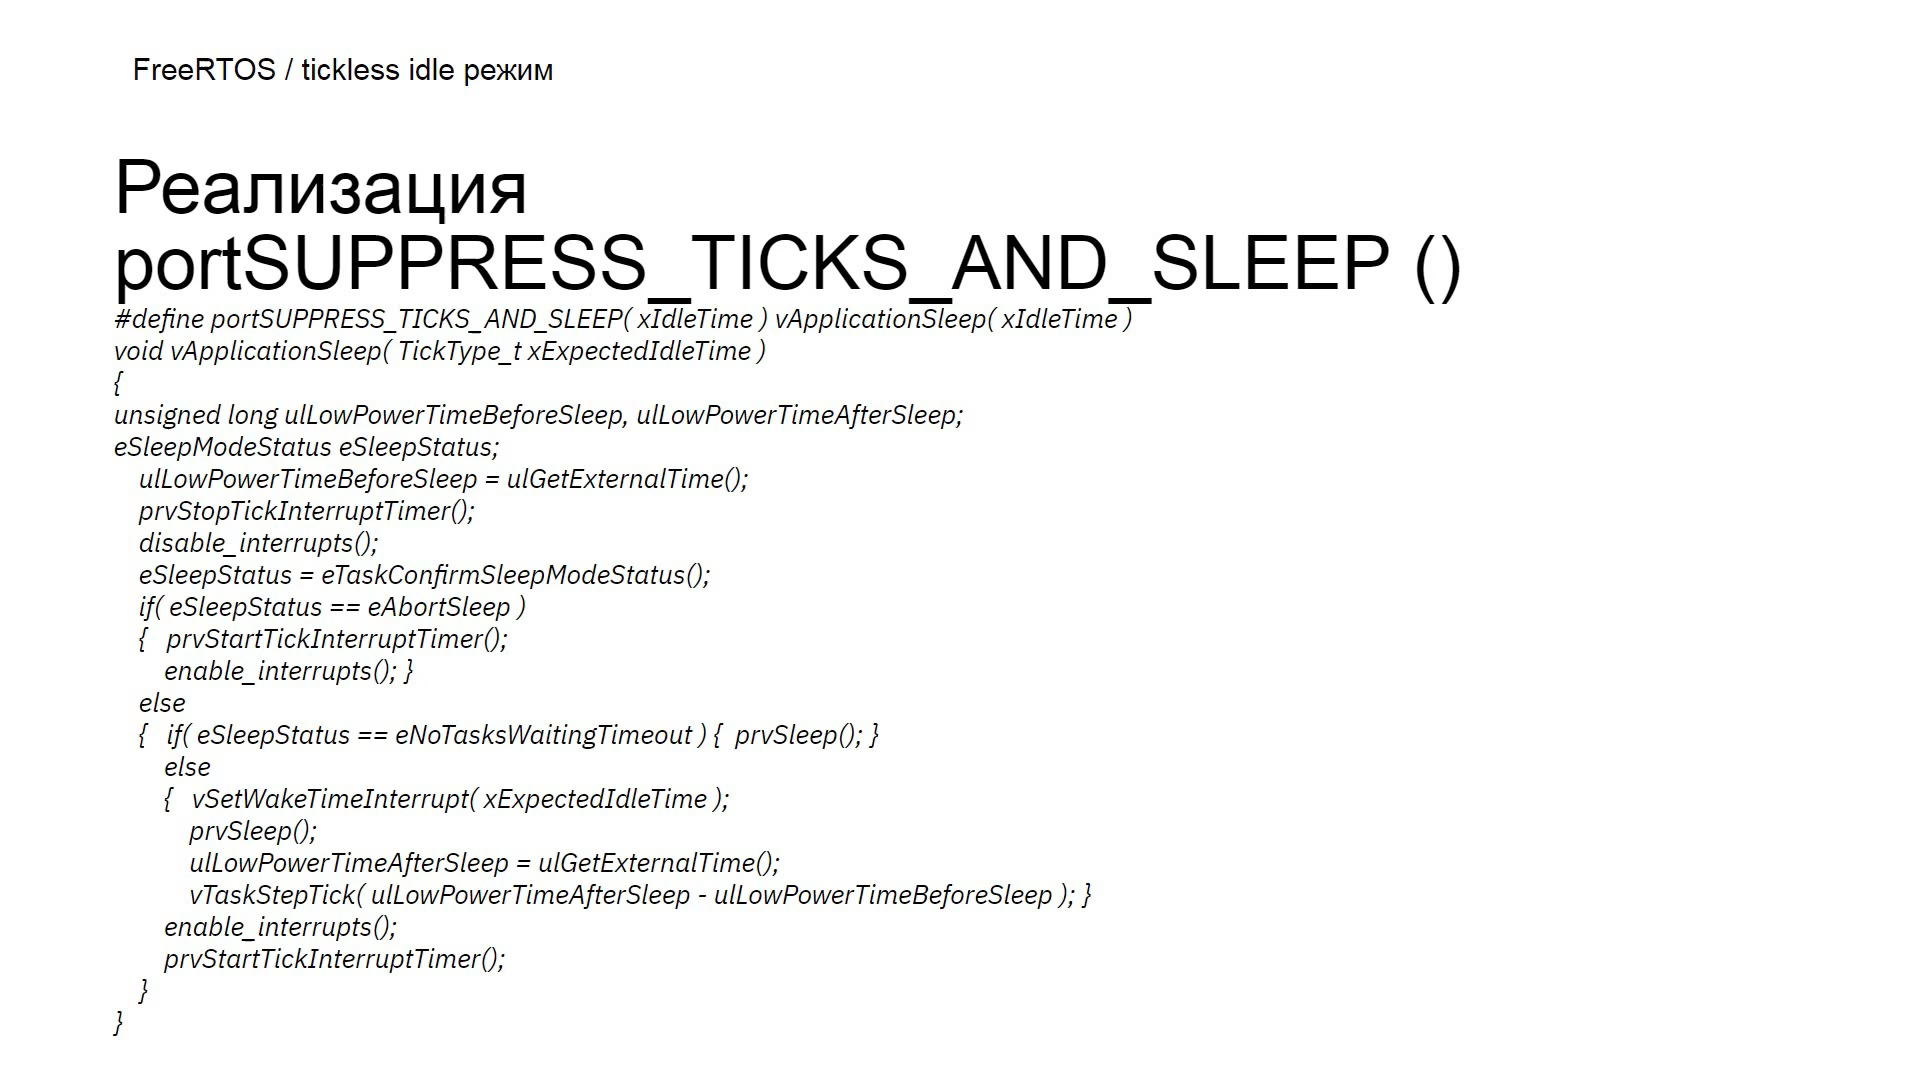 FreeRTOS / tickless idle режим
Реализация
portSUPPRESS_TICKS_AND_SLEEP ()
#define portSUPPRESS_TICKS_AND_SLEEP( xIdleTime ) vApplicationSleep( xIdleTime )
void vApplicationSleep( TickType_t xExpectedIdleTime )
{
unsigned long ulLowPowerTimeBeforeSleep, ulLowPowerTimeAfterSleep;
eSleepModeStatus eSleepStatus;
ulLowPowerTimeBeforeSleep = ulGetExternalTime();
prvStopTickInterruptTimer();
disable_interrupts();
eSleepStatus = eTaskConfirmSleepModeStatus();
if( eSleepStatus == eAbortSleep )
{ prvStartTickInterruptTimer();
enable_interrupts(); }
else
{ if( eSleepStatus == eNoTasksWaitingTimeout ) { prvSleep(); }
else
{ vSetWakeTimeInterrupt( xExpectedIdleTime );
prvSleep();
ulLowPowerTimeAfterSleep = ulGetExternalTime();
vTaskStepTick( ulLowPowerTimeAfterSleep - ulLowPowerTimeBeforeSleep ); }
enable_interrupts();
prvStartTickInterruptTimer();
}
}